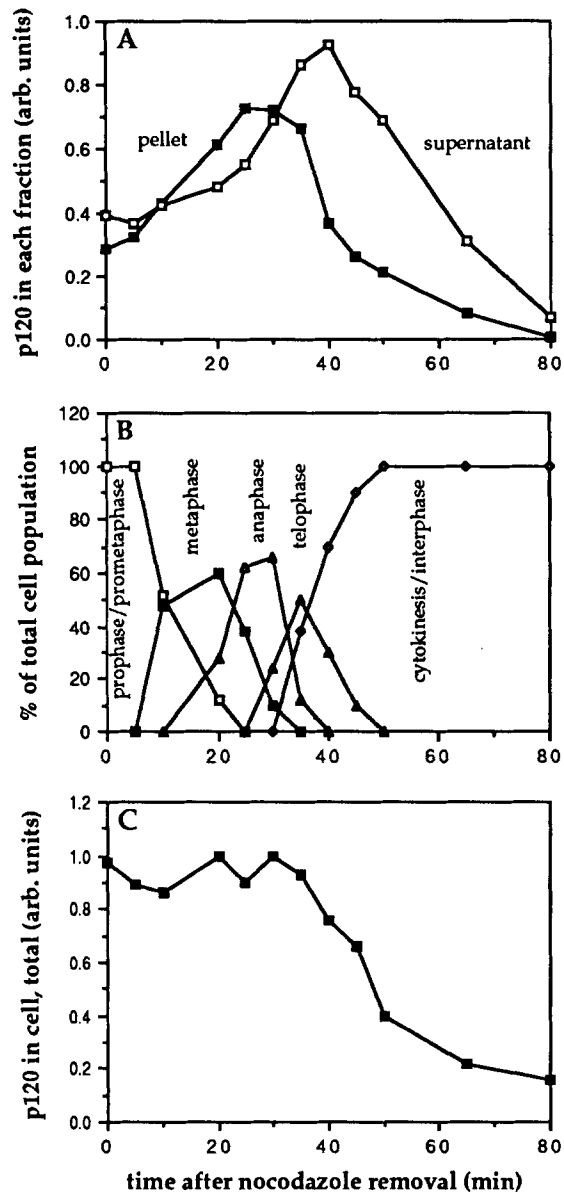 A
p120 in each fraction (arb. units)
1.0
0.8
0.6
0.4
0.2
0.0
pellet
supernatant
0
20
40
60
80
B
% of total cell population
120
100
80
60
40
20
0
prophase/prometaphase
metaphase
anaphase
telophase
cytokinesis/interphase
0
20
40
60
80
C
p120 in cell, total (arb. units)
1.2
1.0
0.8
0.6
0.4
0.2
0.0
0
20
40
60
80
time after nocodazole removal (min)